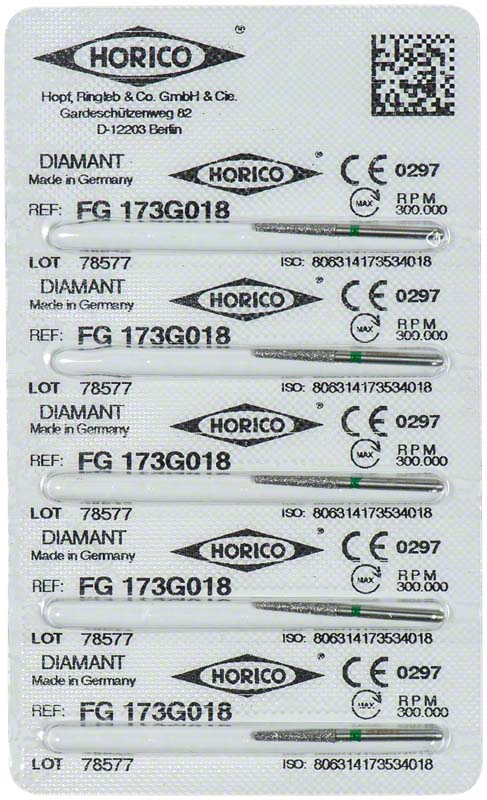 HORICO®
Hopf, Ringleb & Co. GmbH & Cie.
Gardeschützenweg 82
D-12203 Berlin
DIAMANT HORICO® CE 0297
Made in Germany
MAX RPM 300.000
REF: FG 173G018
LOT 78577 ISO: 806314173534018
DIAMANT HORICO® CE 0297
Made in Germany
MAX RPM 300.000
REF: FG 173G018
LOT 78577 ISO: 806314173534018
DIAMANT HORICO® CE 0297
Made in Germany
MAX RPM 300.000
REF: FG 173G018
LOT 78577 ISO: 806314173534018
DIAMANT HORICO® CE 0297
Made in Germany
MAX RPM 300.000
REF: FG 173G018
LOT 78577 ISO: 806314173534018
DIAMANT HORICO® CE 0297
Made in Germany
MAX RPM 300.000
REF: FG 173G018
LOT 78577 ISO: 806314173534018